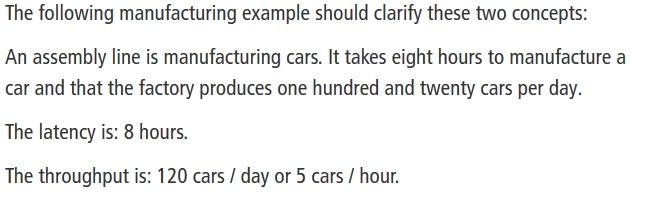 The following manufacturing example should clarify these two concepts:
An assembly line is manufacturing cars. It takes eight hours to manufacture a
car and that the factory produces one hundred and twenty cars per day.
The latency is: 8 hours.
The throughput is: 120 cars / day or 5 cars / hour.